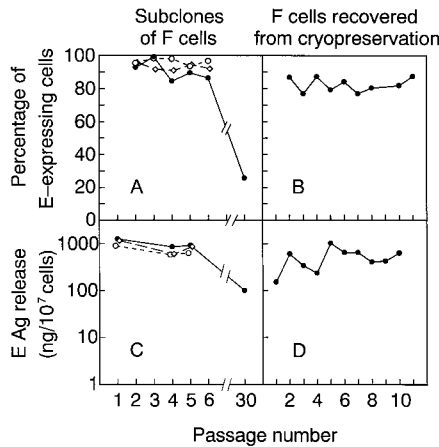 Subclones
of F cells
F cells recovered
from cryopreservation
Percentage of
E–expressing cells
100
80
60
40
20
0
A
B
E Ag release
(ng/10⁷ cells)
1000
100
10
1
C
D
1 2 3 4 5 6 30
2 4 6 8 10
Passage number